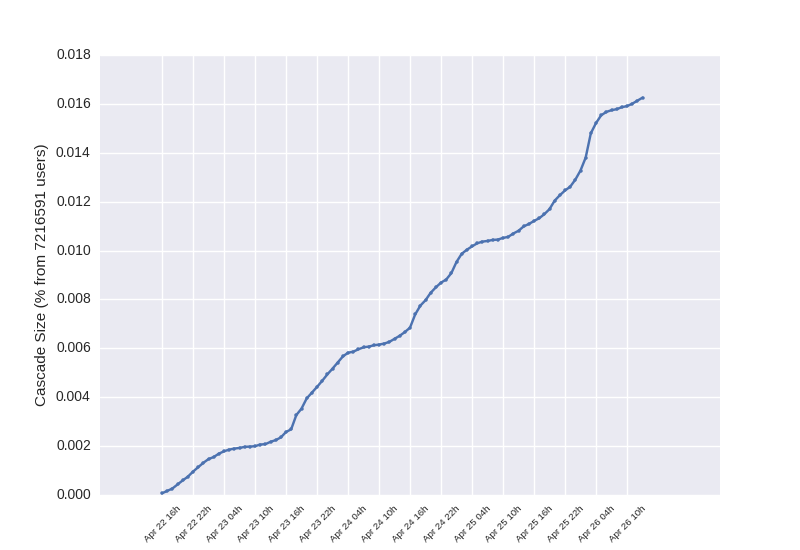 0.018
0.016
0.014
0.012
0.010
0.008
0.006
0.004
0.002
0.000
Cascade Size (% from 7216591 users)
Apr 22 16h
Apr 22 22h
Apr 23 04h
Apr 23 10h
Apr 23 16h
Apr 23 22h
Apr 24 04h
Apr 24 10h
Apr 24 16h
Apr 24 22h
Apr 25 04h
Apr 25 10h
Apr 25 16h
Apr 25 22h
Apr 26 04h
Apr 26 10h